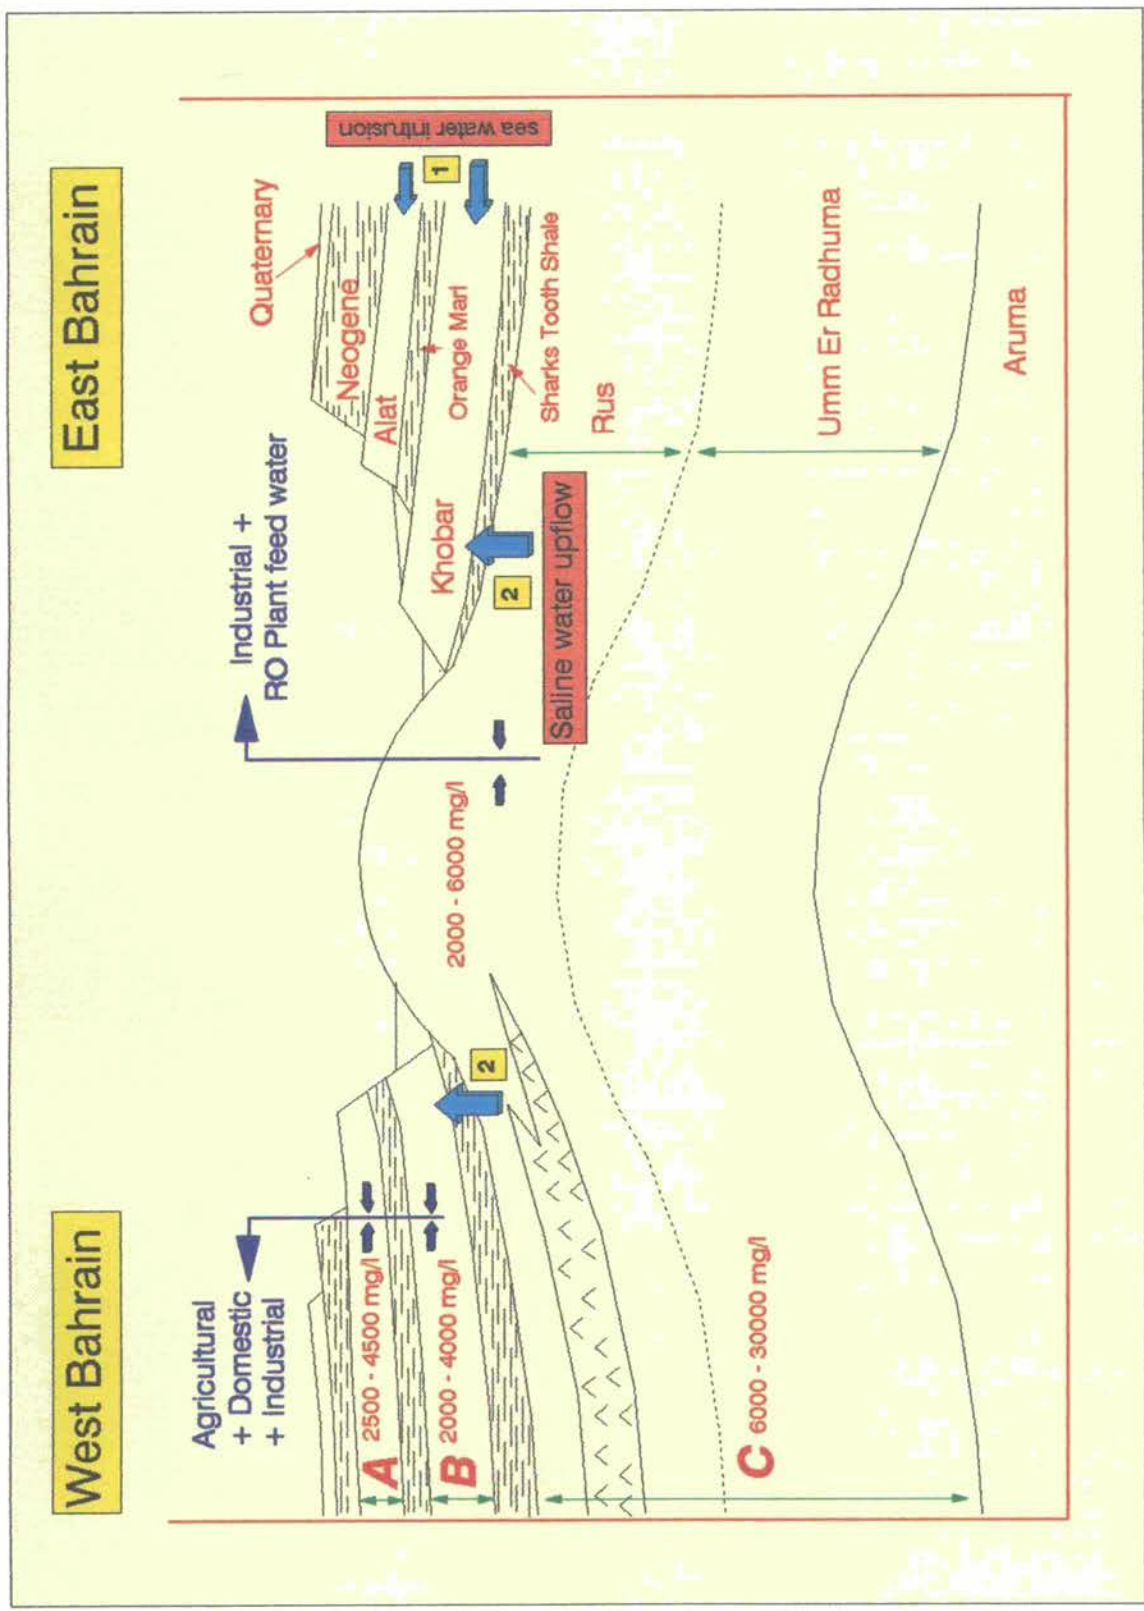 West Bahrain
East Bahrain
Agricultural
+ Domestic
+ Industrial
Industrial +
RO Plant feed water
Quaternary
Neogene
Alat
Orange Marl
Khobar
Sharks Tooth Shale
Rus
Umm Er Radhuma
Aruma
sea water intrusion
1
2
Saline water upflow
2
A 2500 - 4500 mg/l
B 2000 - 4000 mg/l
2000 - 6000 mg/l
C 6000 - 30000 mg/l